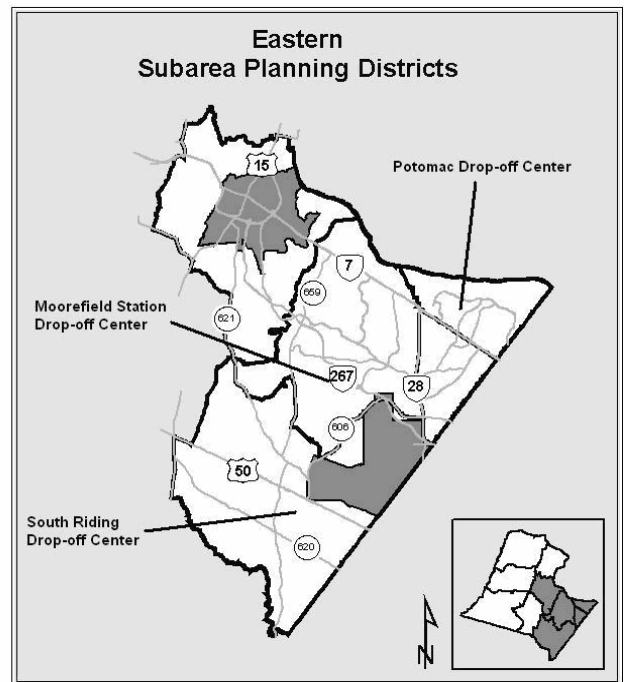 Eastern
Subarea Planning Districts
15
Potomac Drop-off Center
7
659
Moorefield Station
Drop-off Center
621
267
28
606
50
South Riding
Drop-off Center
620
N